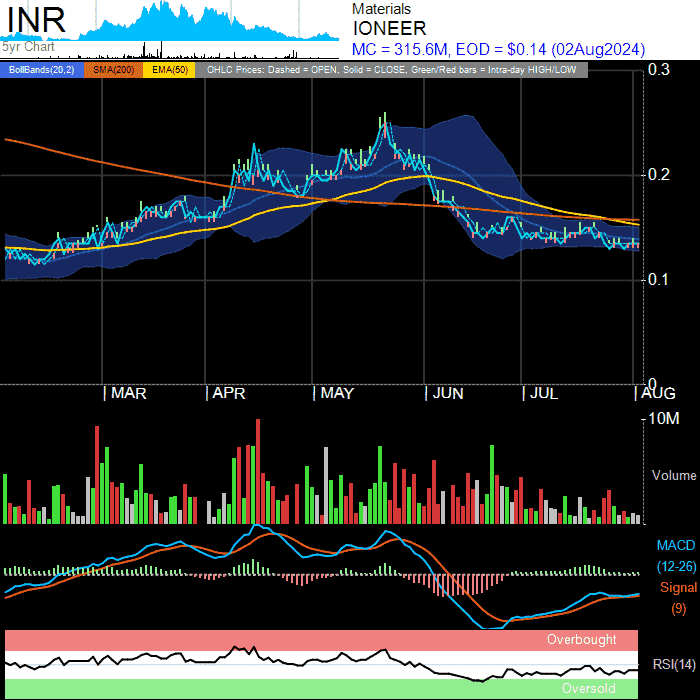 INR
5yr Chart
Materials
IONEER
MC = 315.6M, EOD = $0.14 (02Aug2024)
BollBands(20,2) SMA(200) EMA(50) OHLC Prices: Dashed = OPEN, Solid = CLOSE, Green/Red bars = Intra-day HIGH/LOW
0.3
0.2
0.1
0
MAR APR MAY JUN JUL AUG
10M
Volume
MACD
(12-26)
Signal
(9)
Overbought
RSI(14)
Oversold